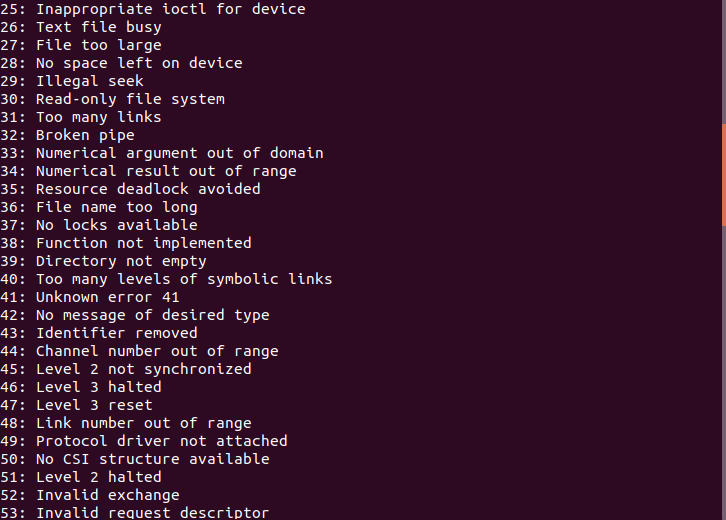 25: Inappropriate ioctl for device
26: Text file busy
27: File too large
28: No space left on device
29: Illegal seek
30: Read-only file system
31: Too many links
32: Broken pipe
33: Numerical argument out of domain
34: Numerical result out of range
35: Resource deadlock avoided
36: File name too long
37: No locks available
38: Function not implemented
39: Directory not empty
40: Too many levels of symbolic links
41: Unknown error 41
42: No message of desired type
43: Identifier removed
44: Channel number out of range
45: Level 2 not synchronized
46: Level 3 halted
47: Level 3 reset
48: Link number out of range
49: Protocol driver not attached
50: No CSI structure available
51: Level 2 halted
52: Invalid exchange
53: Invalid request descriptor